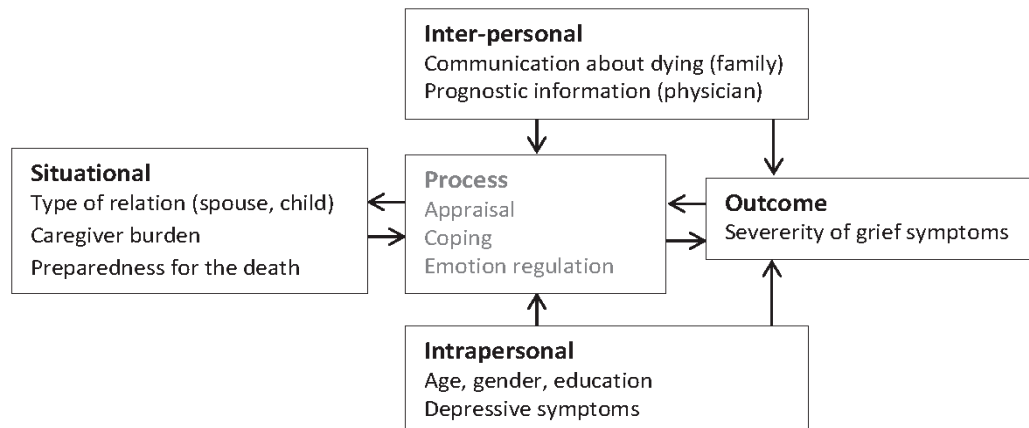 Inter-personal
Communication about dying (family)
Prognostic information (physician)
Situational
Type of relation (spouse, child)
Caregiver burden
Preparedness for the death
Process
Appraisal
Coping
Emotion regulation
Outcome
Severerity of grief symptoms
Intrapersonal
Age, gender, education
Depressive symptoms